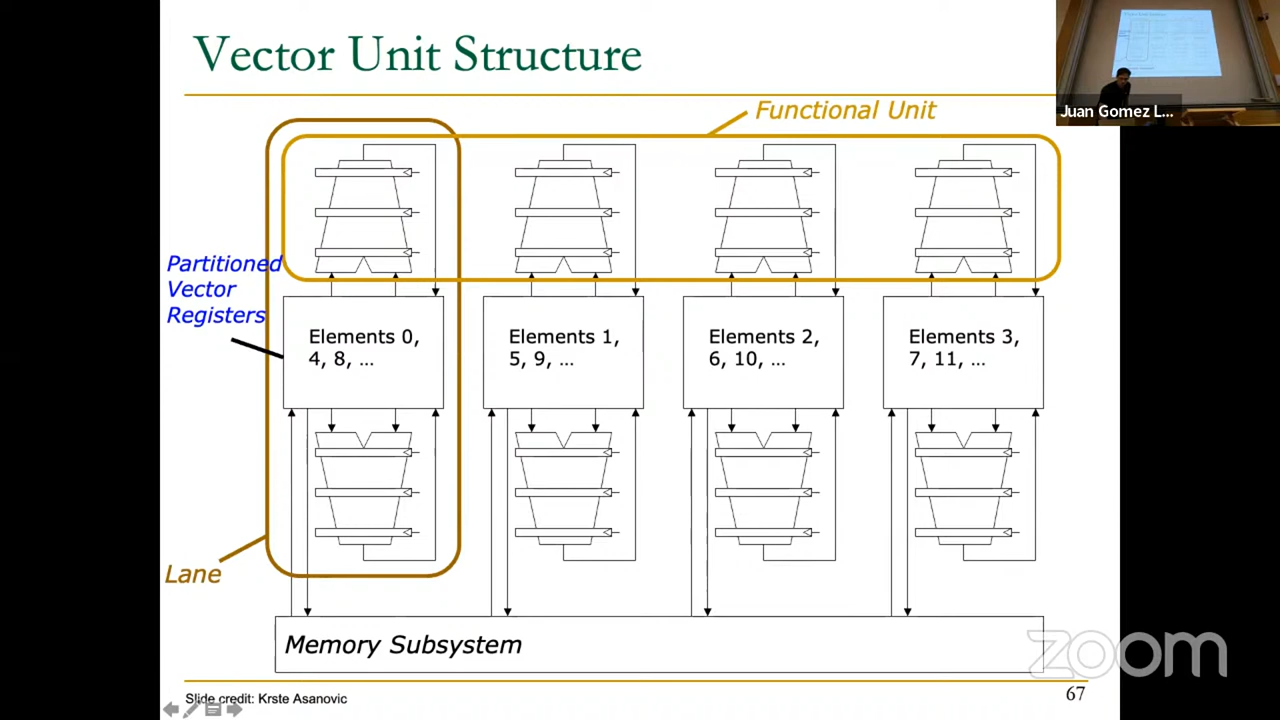 Vector Unit Structure
Functional Unit
Juan Gomez L...
Partitioned
Vector
Registers
Elements 0,
4, 8, ...
Elements 1,
5, 9, ...
Elements 2,
6, 10, ...
Elements 3,
7, 11, ...
Lane
Memory Subsystem
zoom
Slide credit: Krste Asanovic
67